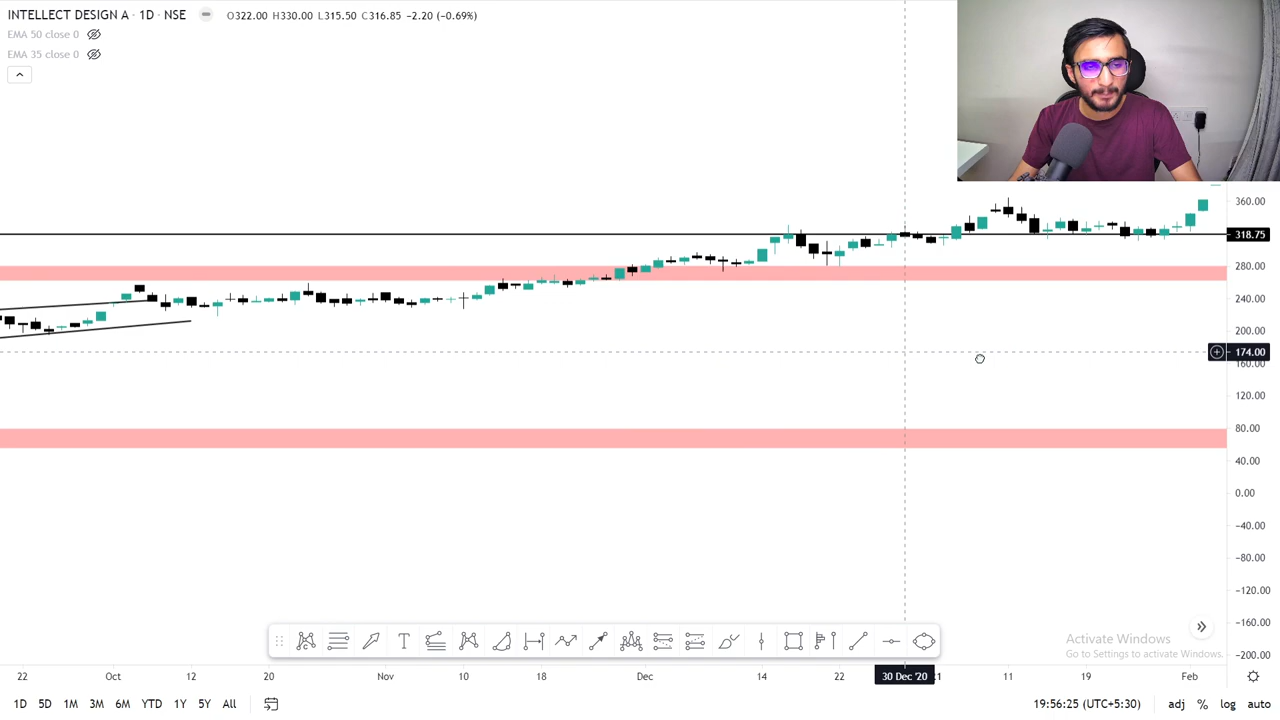 INTELLECT DESIGN A · 1D · NSE O322.00 H330.00 L315.50 C316.85 −2.20 (−0.69%)
EMA 50 close 0
EMA 35 close 0
360.00
318.75
280.00
240.00
200.00
174.00
160.00
120.00
80.00
40.00
0.00
−40.00
−80.00
−120.00
−160.00
−200.00
Activate Windows
Go to Settings to activate Windows.
22 Oct 12 20 Nov 10 18 Dec 14 22 30 Dec '20 11 19 Feb
1D 5D 1M 3M 6M YTD 1Y 5Y All 19:56:25 (UTC+5:30) adj % log auto